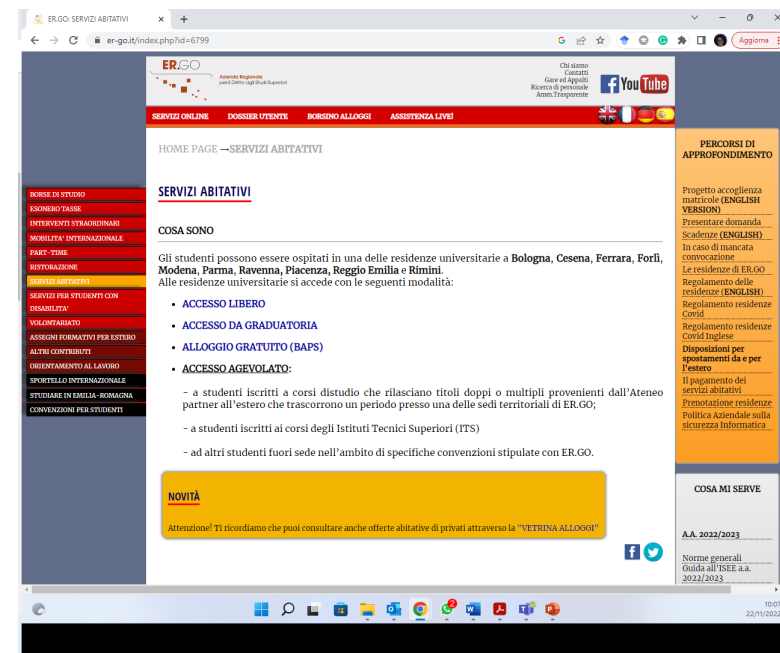 ER.GO: SERVIZI ABITATIVI
er-go.it/index.php?id=6799
Aggiorna
ER.GO
Azienda Regionale
per il Diritto agli Studi Superiori
Chi siamo
Contatti
Gare ed Appalti
Ricerca di personale
Amm.Trasparente
f You Tube
SERVIZI ONLINE DOSSIER UTENTE BORSINO ALLOGGI ASSISTENZA LIVE!
HOME PAGE →SERVIZI ABITATIVI
BORSE DI STUDIO
ESONERO TASSE
INTERVENTI STRAORDINARI
MOBILITA' INTERNAZIONALE
PART-TIME
RISTORAZIONE
SERVIZI ABITATIVI
SERVIZI PER STUDENTI CON
DISABILITA'
VOLONTARIATO
ASSEGNI FORMATIVI PER ESTERO
ALTRI CONTRIBUTI
ORIENTAMENTO AL LAVORO
SPORTELLO INTERNAZIONALE
STUDIARE IN EMILIA-ROMAGNA
CONVENZIONI PER STUDENTI
SERVIZI ABITATIVI
COSA SONO
Gli studenti possono essere ospitati in una delle residenze universitarie a Bologna, Cesena, Ferrara, Forlì,
Modena, Parma, Ravenna, Piacenza, Reggio Emilia e Rimini.
Alle residenze universitarie si accede con le seguenti modalità:
• ACCESSO LIBERO
• ACCESSO DA GRADUATORIA
• ALLOGGIO GRATUITO (BAPS)
• ACCESSO AGEVOLATO:
- a studenti iscritti a corsi distudio che rilasciano titoli doppi o multipli provenienti dall'Ateneo
partner all'estero che trascorrono un periodo presso una delle sedi territoriali di ER.GO;
- a studenti iscritti ai corsi degli Istituti Tecnici Superiori (ITS)
- ad altri studenti fuori sede nell'ambito di specifiche convenzioni stipulate con ER.GO.
NOVITÀ
Attenzione! Ti ricordiamo che puoi consultare anche offerte abitative di privati attraverso la "VETRINA ALLOGGI"
PERCORSI DI
APPROFONDIMENTO
Progetto accoglienza
matricole (ENGLISH
VERSION)
Presentare domanda
Scadenze (ENGLISH)
In caso di mancata
convocazione
Le residenze di ER.GO
Regolamento delle
residenze (ENGLISH)
Regolamento residenze
Covid
Regolamento residenze
Covid Inglese
Disposizioni per
spostamenti da e per
l'estero
Il pagamento dei
servizi abitativi
Prenotazione residenze
Politica Aziendale sulla
sicurezza Informatica
COSA MI SERVE
A.A. 2022/2023
Norme generali
Guida all'ISEE a.a.
2022/2023
10:07
22/11/2022